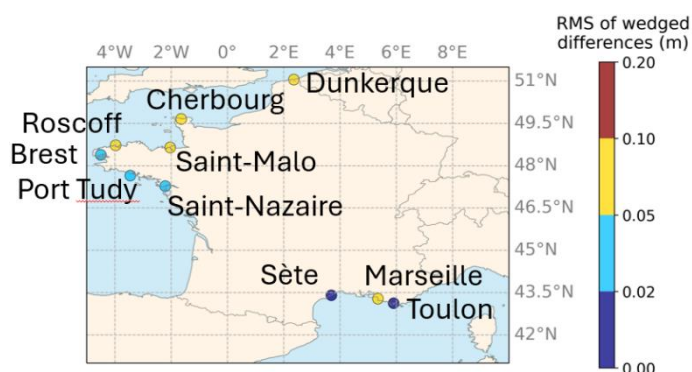 RMS of wedged
differences (m)
4°W 2°W 0° 2°E 4°E 6°E 8°E
0.20
51°N
Dunkerque
Cherbourg
49.5°N
0.10
Roscoff
Brest
Saint-Malo
48°N
Port Tudy
Saint-Nazaire
46.5°N
0.05
45°N
Sète
Marseille
43.5°N
0.02
Toulon
42°N
0.00